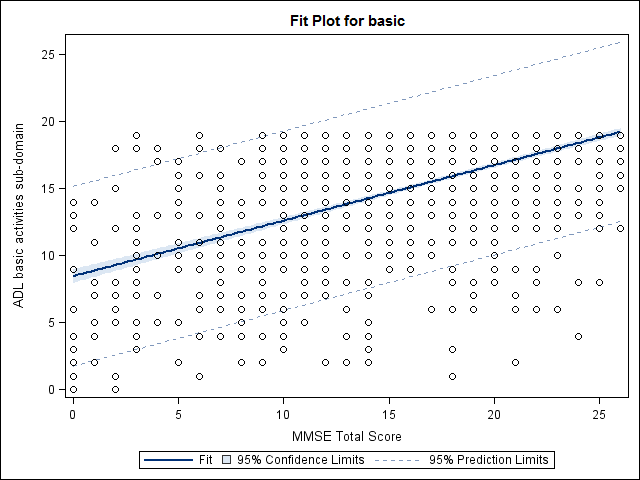 Fit Plot for basic
25
20
15
10
5
0
ADL basic activities sub-domain
0 5 10 15 20 25
MMSE Total Score
Fit 95% Confidence Limits 95% Prediction Limits